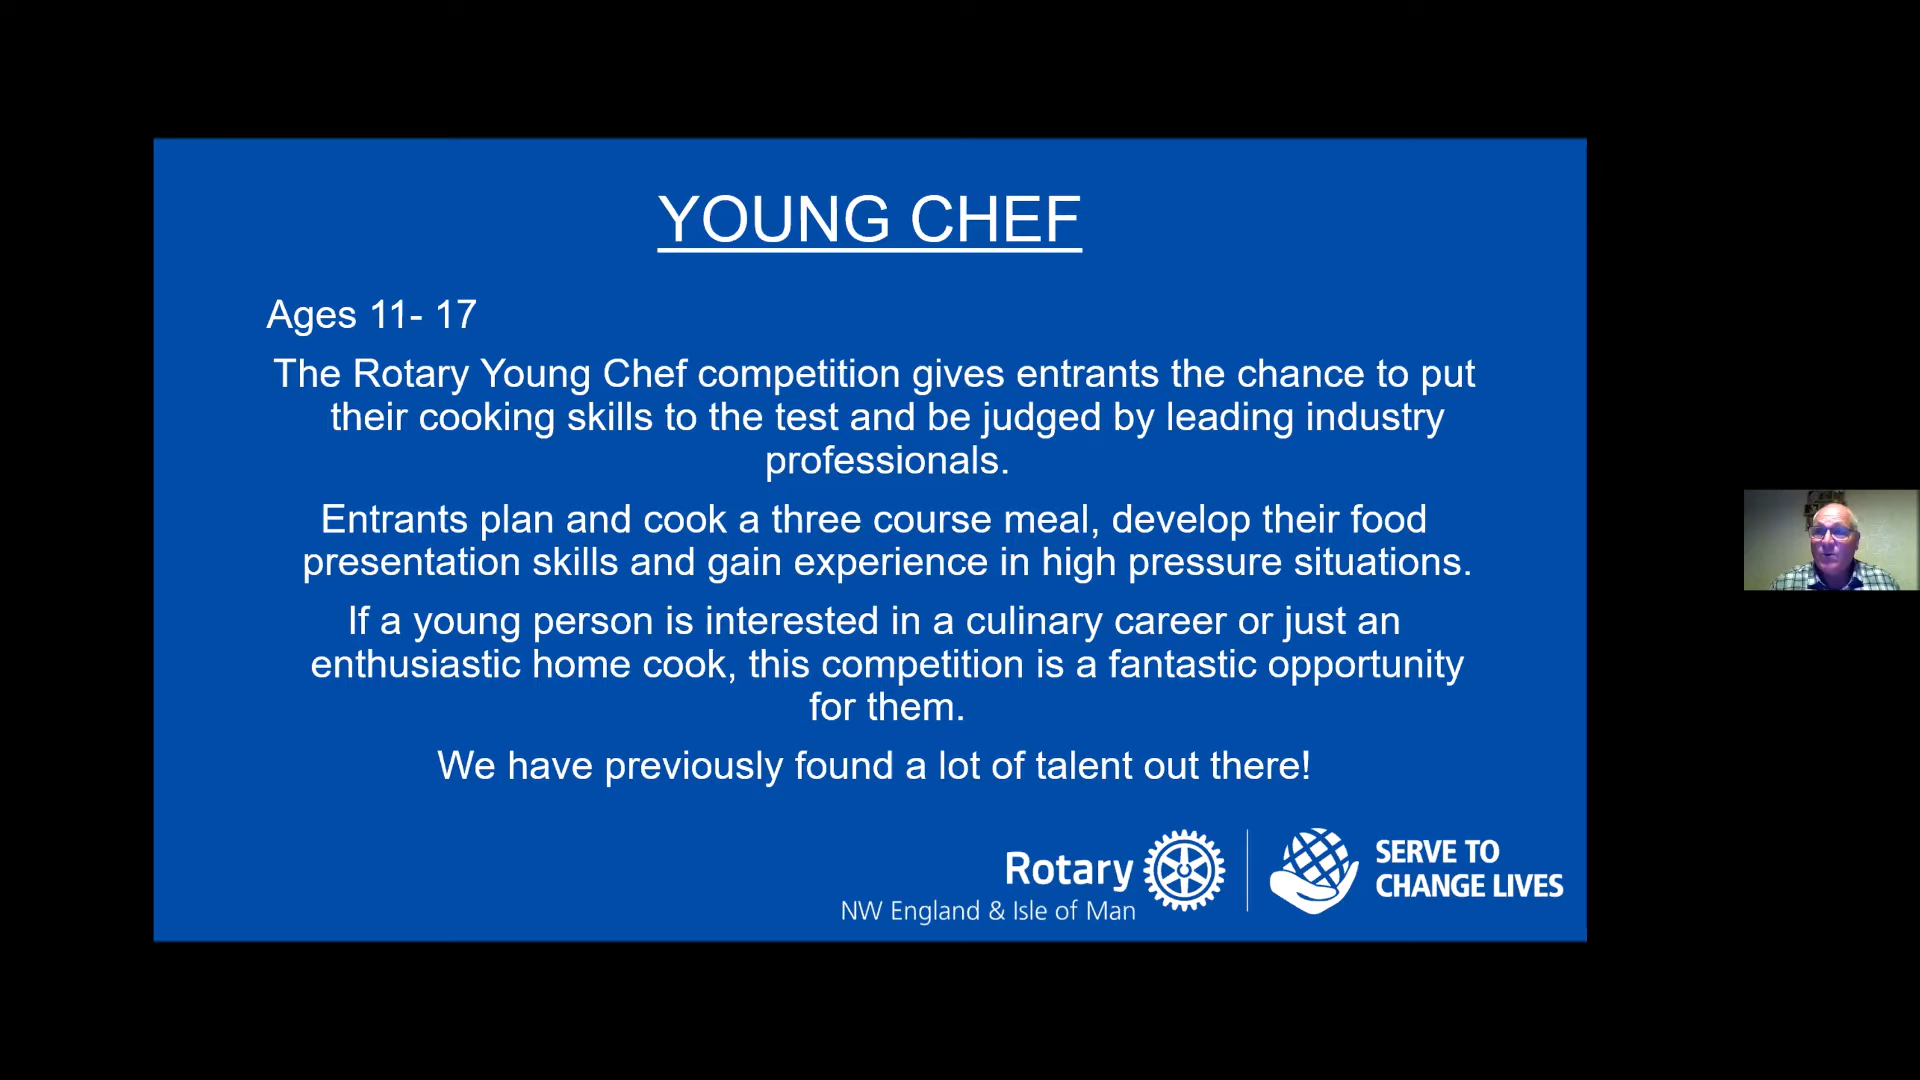 YOUNG CHEF
Ages 11- 17
The Rotary Young Chef competition gives entrants the chance to put
their cooking skills to the test and be judged by leading industry
professionals.
Entrants plan and cook a three course meal, develop their food
presentation skills and gain experience in high pressure situations.
If a young person is interested in a culinary career or just an
enthusiastic home cook, this competition is a fantastic opportunity
for them.
We have previously found a lot of talent out there!
Rotary
NW England & Isle of Man
SERVE TO
CHANGE LIVES